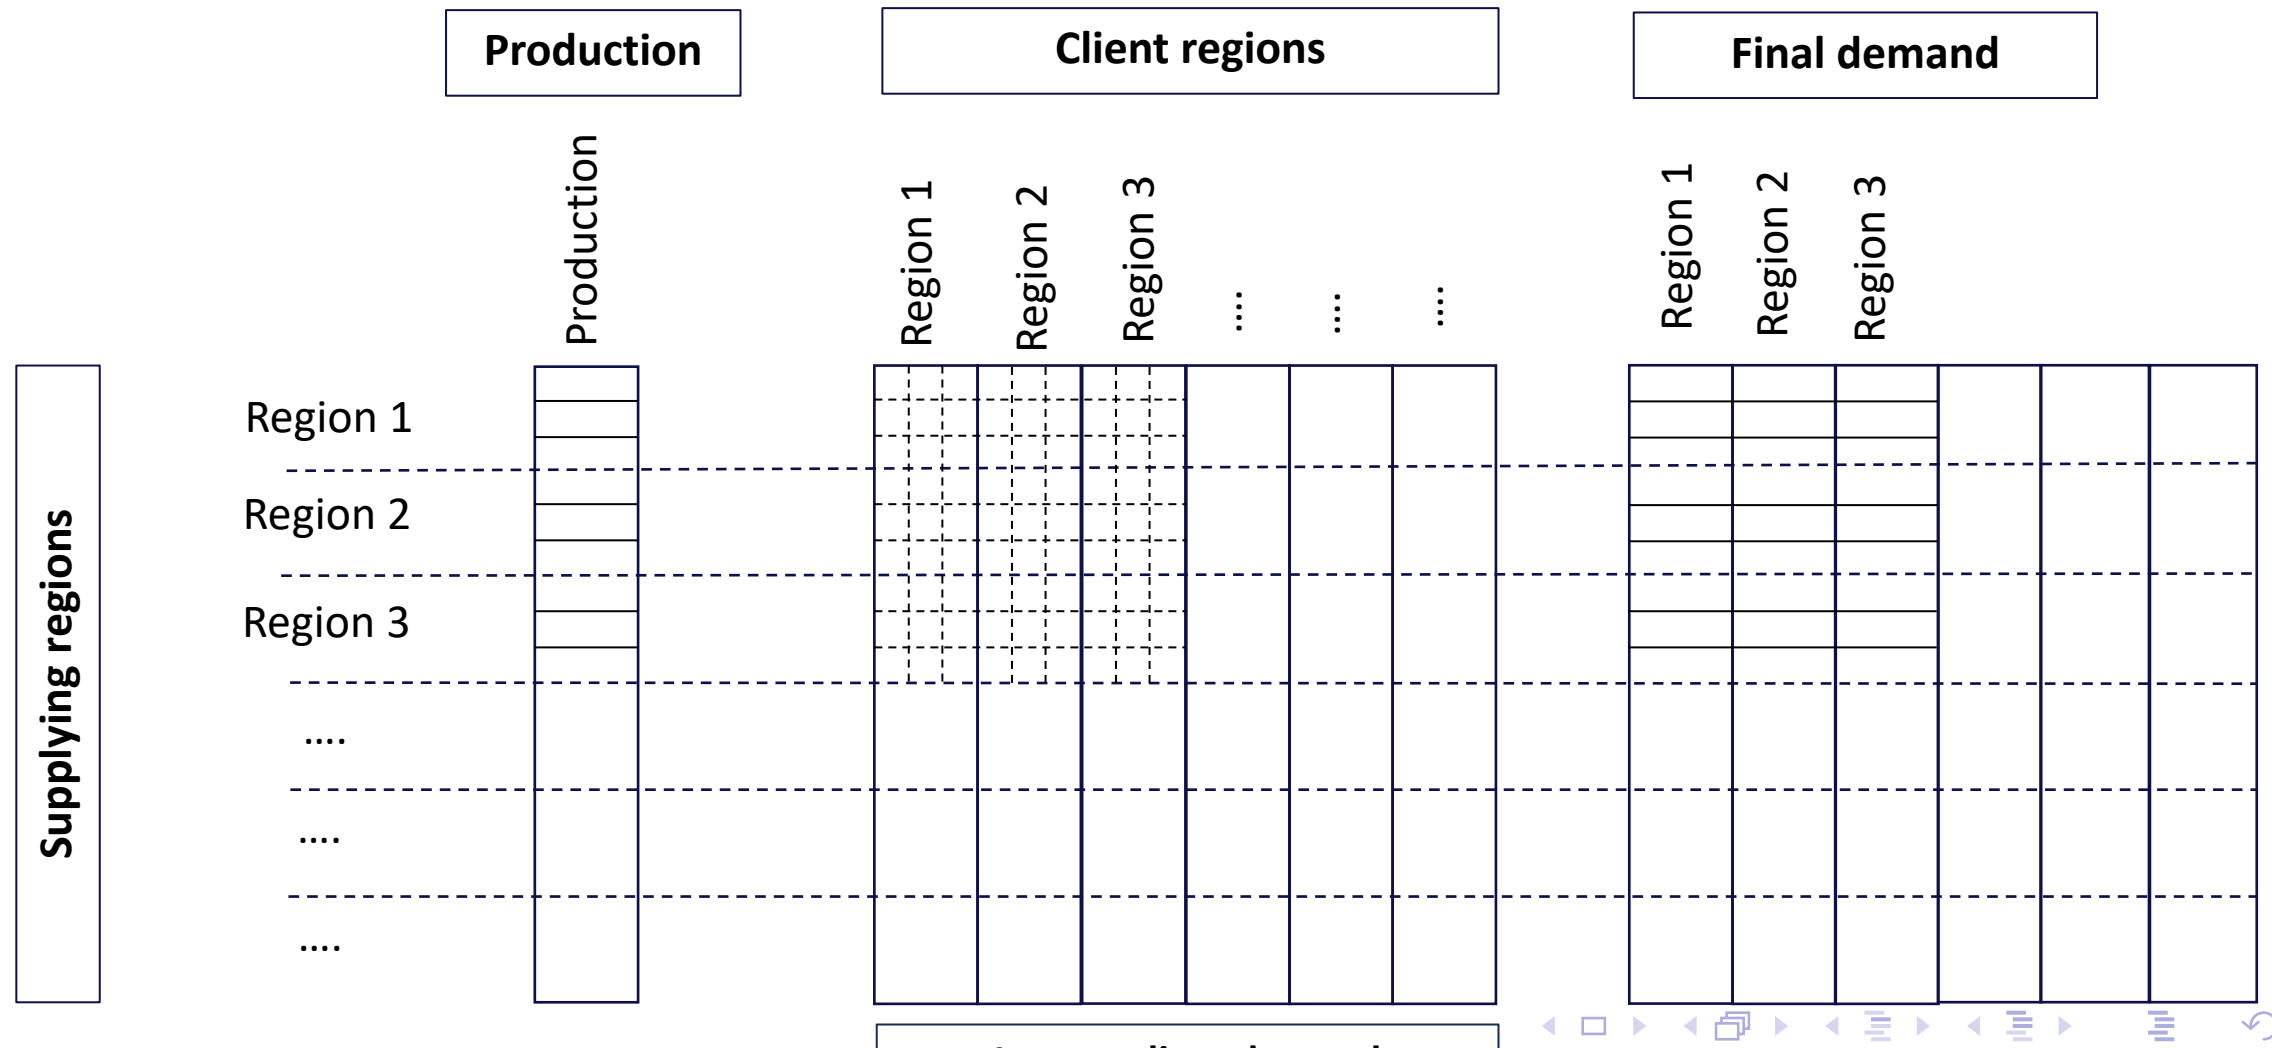 Production
Client regions
Final demand
Production
Region 1
Region 2
Region 3
....
....
....
Region 1
Region 2
Region 3
Supplying regions
Region 1
Region 2
Region 3
....
....
....